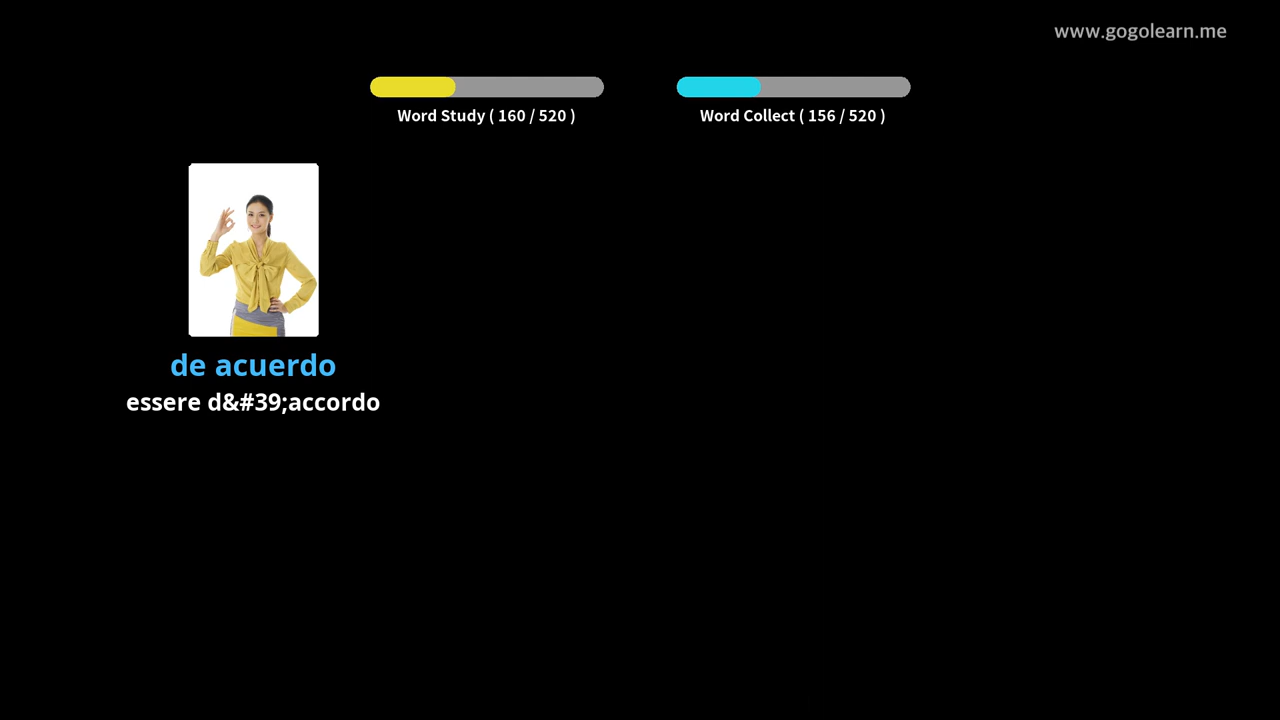 www.gogolearn.me
Word Study ( 160 / 520 )
Word Collect ( 156 / 520 )
de acuerdo
essere d&#39;accordo